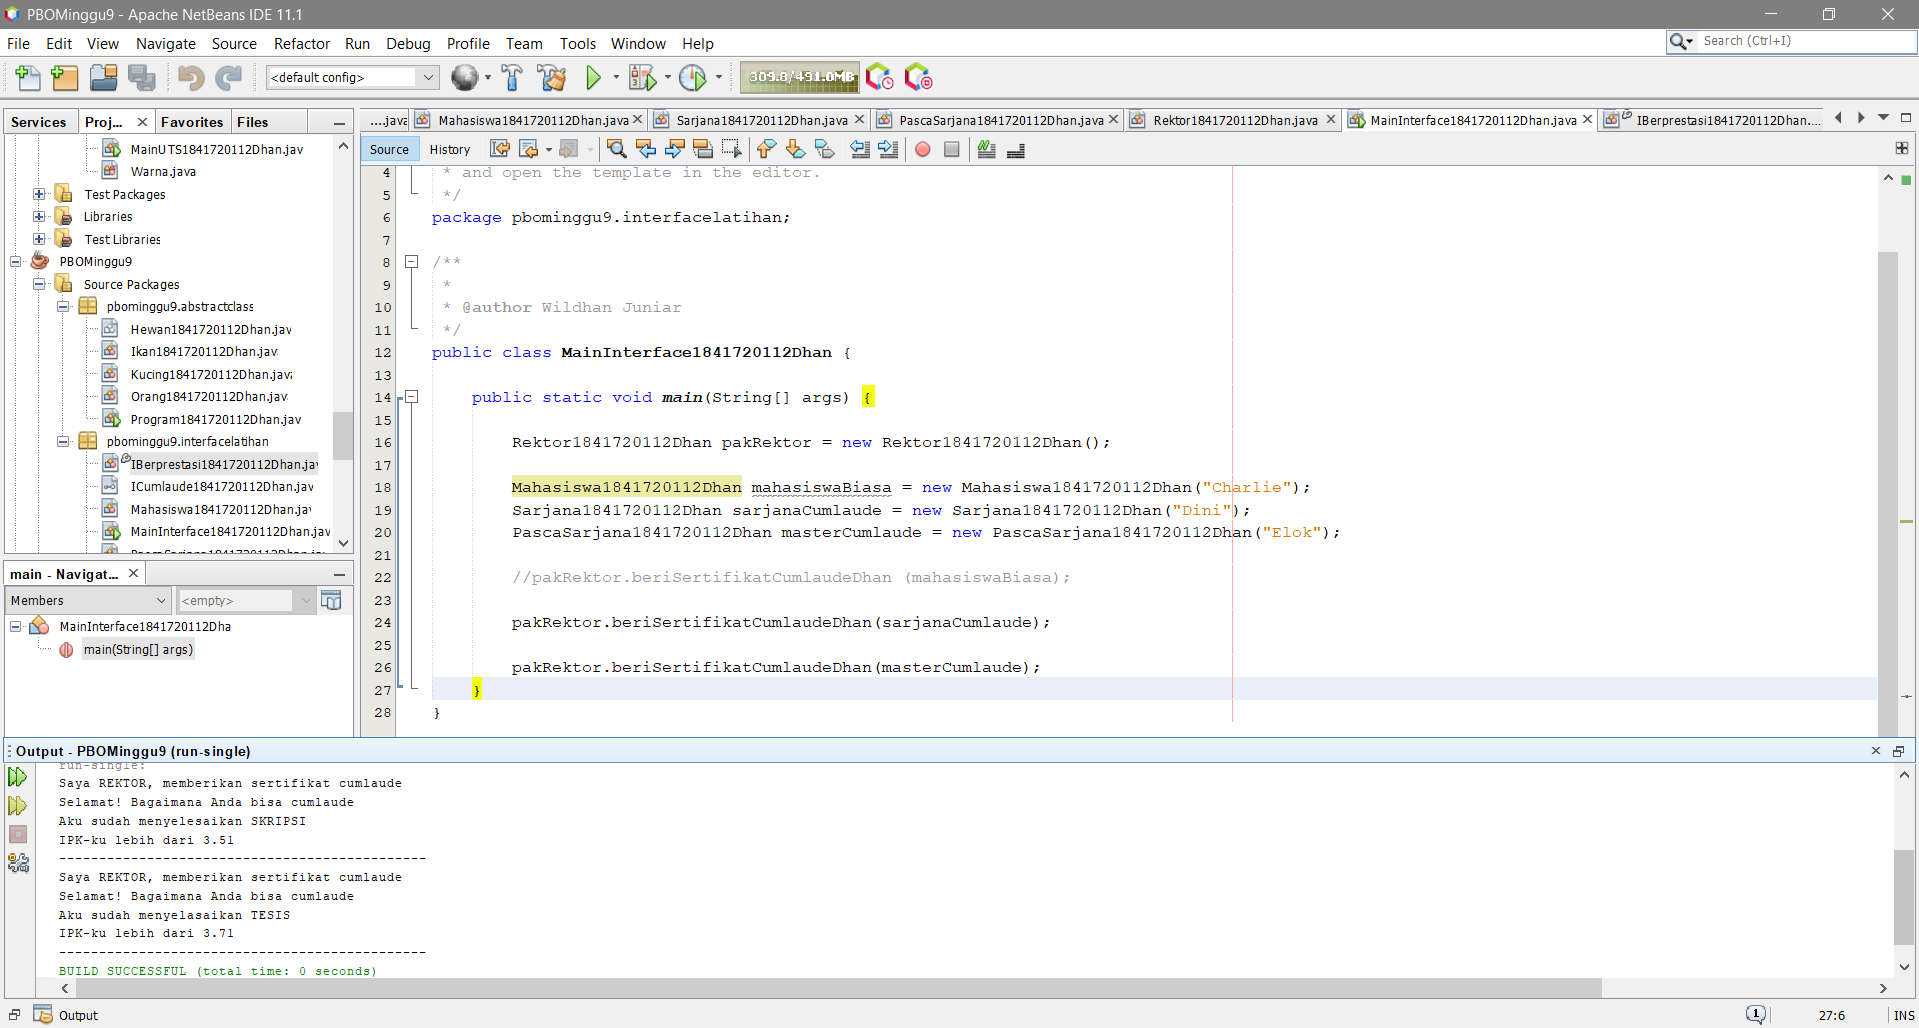 PBOMinggu9 - Apache NetBeans IDE 11.1
File Edit View Navigate Source Refactor Run Debug Profile Team Tools Window Help
Search (Ctrl+I)
<default config>
309.8/491.0MB
Services Proj... Favorites Files
MainUTS1841720112Dhan.jav
Warna.java
Test Packages
Libraries
Test Libraries
PBOMinggu9
Source Packages
pbominggu9.abstractclass
Hewan1841720112Dhan.jav
Ikan1841720112Dhan.jav
Kucing1841720112Dhan.java
Orang1841720112Dhan.jav
Program1841720112Dhan.jav
pbominggu9.interfacelatihan
IBerprestasi1841720112Dhan.jav
ICumlaude1841720112Dhan.jav
Mahasiswa1841720112Dhan.jav
MainInterface1841720112Dhan.jav
main - Navigat...
Members
<empty>
MainInterface1841720112Dha
main(String[] args)
....java Mahasiswa1841720112Dhan.java Sarjana1841720112Dhan.java PascaSarjana1841720112Dhan.java Rektor1841720112Dhan.java MainInterface1841720112Dhan.java IBerprestasi1841720112Dhan....
Source History
4 * and open the template in the editor.
5 */
6 package pbominggu9.interfacelatihan;
7
8 /**
9 *
10 * @author Wildhan Juniar
11 */
12 public class MainInterface1841720112Dhan {
13
14 public static void main(String[] args) {
15
16 Rektor1841720112Dhan pakRektor = new Rektor1841720112Dhan();
17
18 Mahasiswa1841720112Dhan mahasiswaBiasa = new Mahasiswa1841720112Dhan("Charlie");
19 Sarjana1841720112Dhan sarjanaCumlaude = new Sarjana1841720112Dhan("Dini");
20 PascaSarjana1841720112Dhan masterCumlaude = new PascaSarjana1841720112Dhan("Elok");
21
22 //pakRektor.beriSertifikatCumlaudeDhan (mahasiswaBiasa);
23
24 pakRektor.beriSertifikatCumlaudeDhan(sarjanaCumlaude);
25
26 pakRektor.beriSertifikatCumlaudeDhan(masterCumlaude);
27 }
28 }
Output - PBOMinggu9 (run-single)
run-single:
Saya REKTOR, memberikan sertifikat cumlaude
Selamat! Bagaimana Anda bisa cumlaude
Aku sudah menyelesaikan SKRIPSI
IPK-ku lebih dari 3.51
----------------------------------------------
Saya REKTOR, memberikan sertifikat cumlaude
Selamat! Bagaimana Anda bisa cumlaude
Aku sudah menyelasaikan TESIS
IPK-ku lebih dari 3.71
----------------------------------------------
BUILD SUCCESSFUL (total time: 0 seconds)
Output
1
27:6
INS